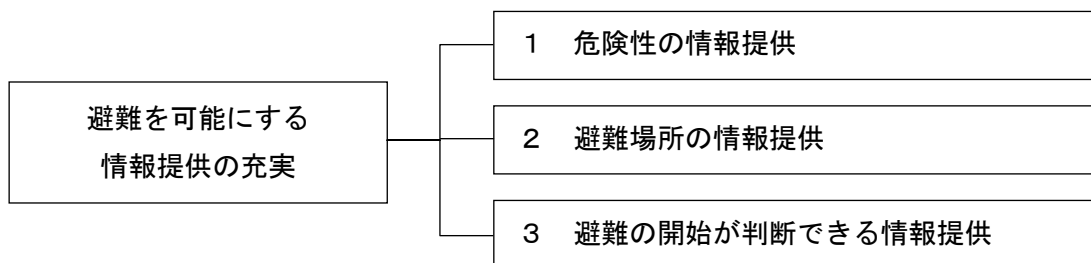 避難を可能にする
情報提供の充実
１　危険性の情報提供
２　避難場所の情報提供
３　避難の開始が判断できる情報提供